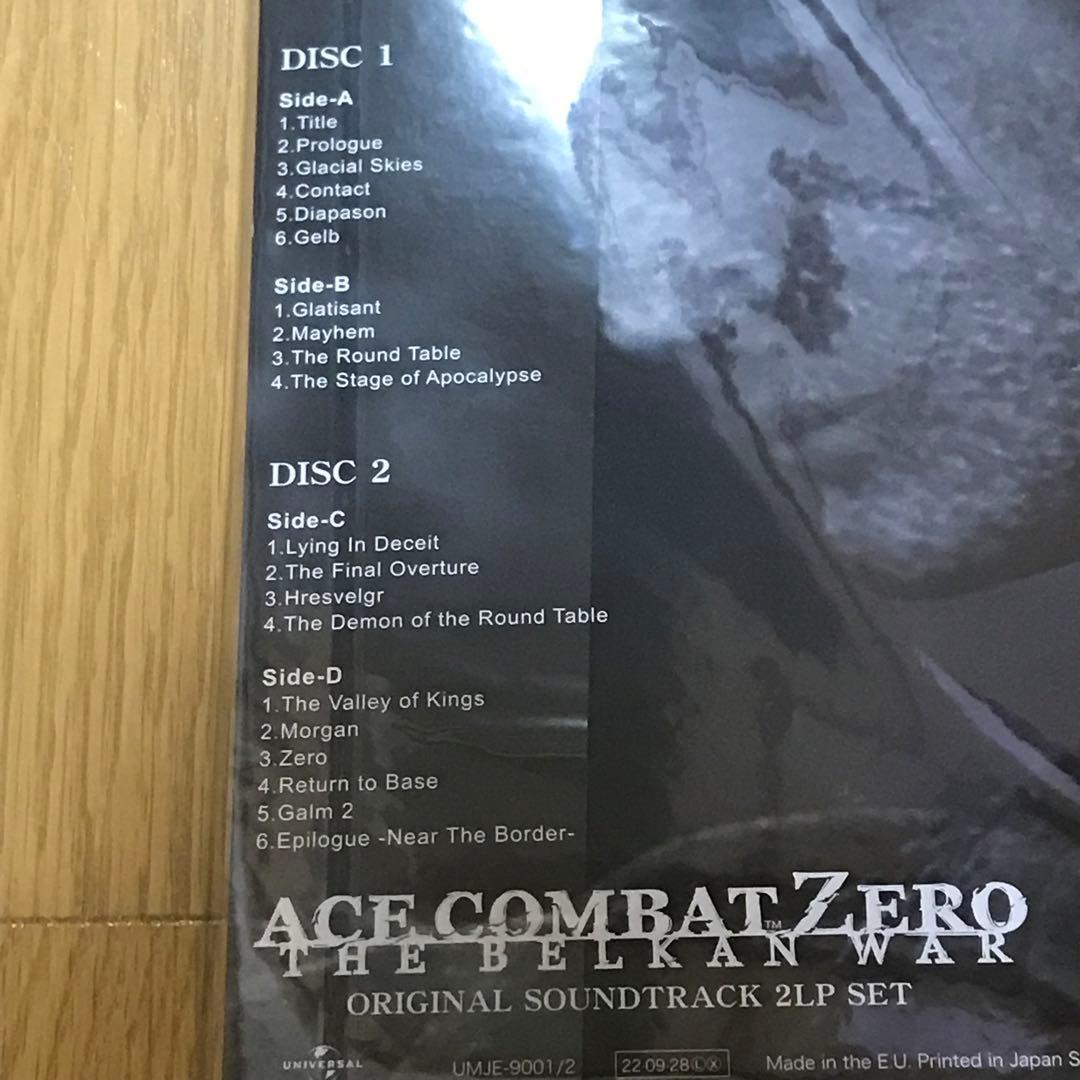 DISC 1
Side-A
1.Title
2.Prologue
3.Glacial Skies
4.Contact
5.Diapason
6.Gelb
Side-B
1.Glatisant
2.Mayhem
3.The Round Table
4.The Stage of Apocalypse
DISC 2
Side-C
1.Lying In Deceit
2.The Final Overture
3.Hresvelgr
4.The Demon of the Round Table
Side-D
1.The Valley of Kings
2.Morgan
3.Zero
4.Return to Base
5.Galm 2
6.Epilogue -Near The Border-
ACE COMBAT™ ZERO
THE BELKAN WAR
ORIGINAL SOUNDTRACK 2LP SET
UNIVERSAL UMJE-9001/2 22·09·28ⓁⓍ Made in the E.U. Printed in Japan S